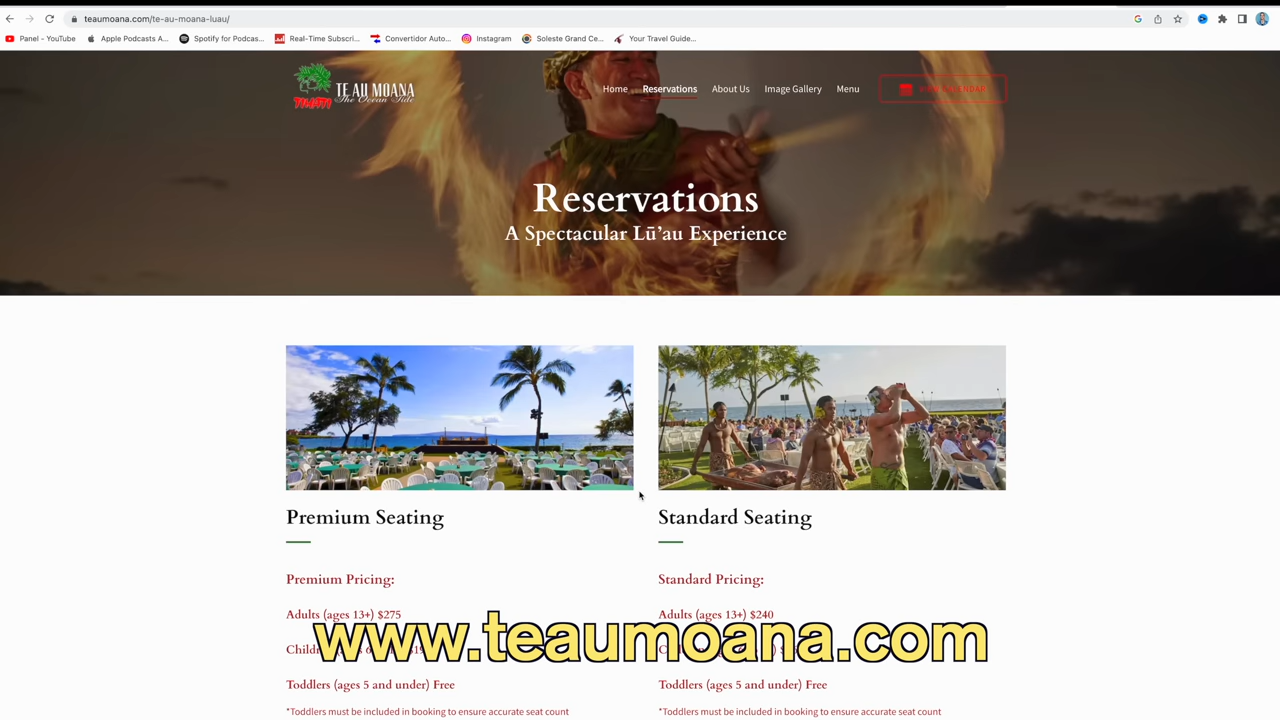 teaumoana.com/te-au-moana-luau/
Panel - YouTube
Apple Podcasts A...
Spotify for Podcas...
Real-Time Subscri...
Convertidor Auto...
Instagram
Soleste Grand Ce...
Your Travel Guide...
TE AU MOANA
The Ocean Tide
Home
Reservations
About Us
Image Gallery
Menu
CALENDAR
Reservations
A Spectacular Lū’au Experience
Premium Seating
Premium Pricing:
Adults (ages 13+) $275
Toddlers (ages 5 and under) Free
*Toddlers must be included in booking to ensure accurate seat count
Standard Seating
Standard Pricing:
Adults (ages 13+) $240
Toddlers (ages 5 and under) Free
*Toddlers must be included in booking to ensure accurate seat count
www.teaumoana.com